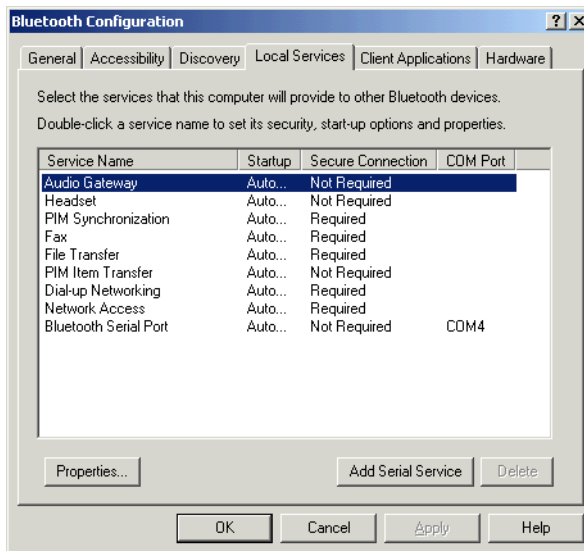 Bluetooth Configuration
General Accessibility Discovery Local Services Client Applications Hardware
Select the services that this computer will provide to other Bluetooth devices.
Double-click a service name to set its security, start-up options and properties.
Service Name Startup Secure Connection COM Port
Audio Gateway Auto... Not Required
Headset Auto... Not Required
PIM Synchronization Auto... Required
Fax Auto... Required
File Transfer Auto... Required
PIM Item Transfer Auto... Not Required
Dial-up Networking Auto... Required
Network Access Auto... Required
Bluetooth Serial Port Auto... Not Required COM4
Properties... Add Serial Service Delete
OK Cancel Apply Help